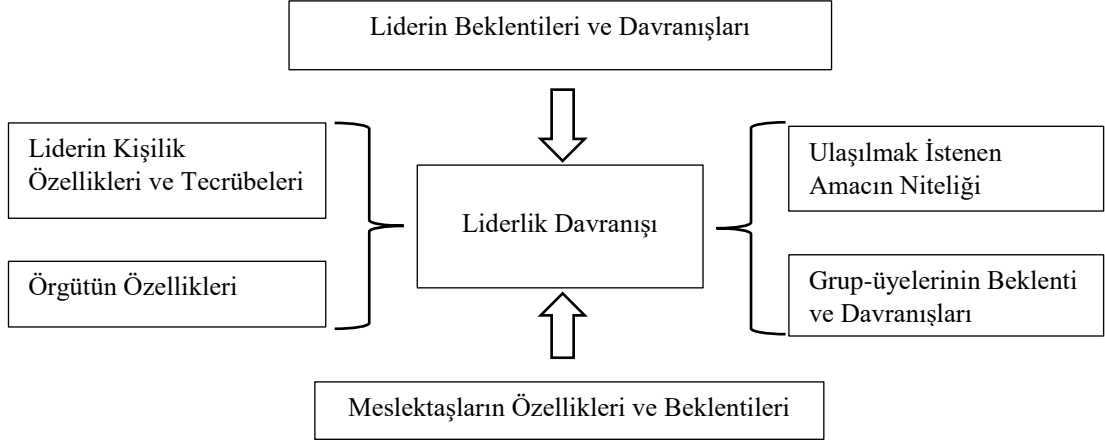 Liderin Beklentileri ve Davranışları
Liderin Kişilik
Özellikleri ve Tecrübeleri
Ulaşılmak İstenen
Amacın Niteliği
Liderlik Davranışı
Örgütün Özellikleri
Grup-üyelerinin Beklenti
ve Davranışları
Meslektaşların Özellikleri ve Beklentileri